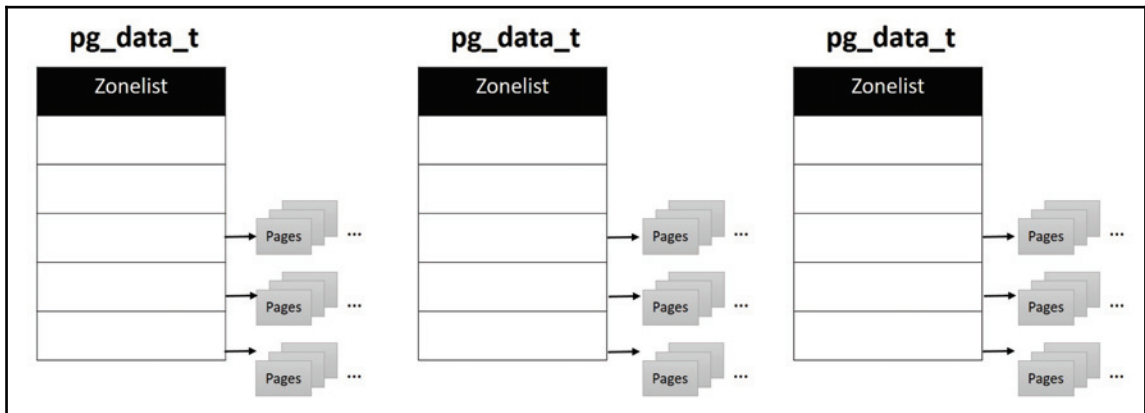 pg_data_t pg_data_t pg_data_t
Zonelist Zonelist Zonelist
Pages ... Pages ... Pages ...
Pages ... Pages ... Pages ...
Pages ... Pages ... Pages ...